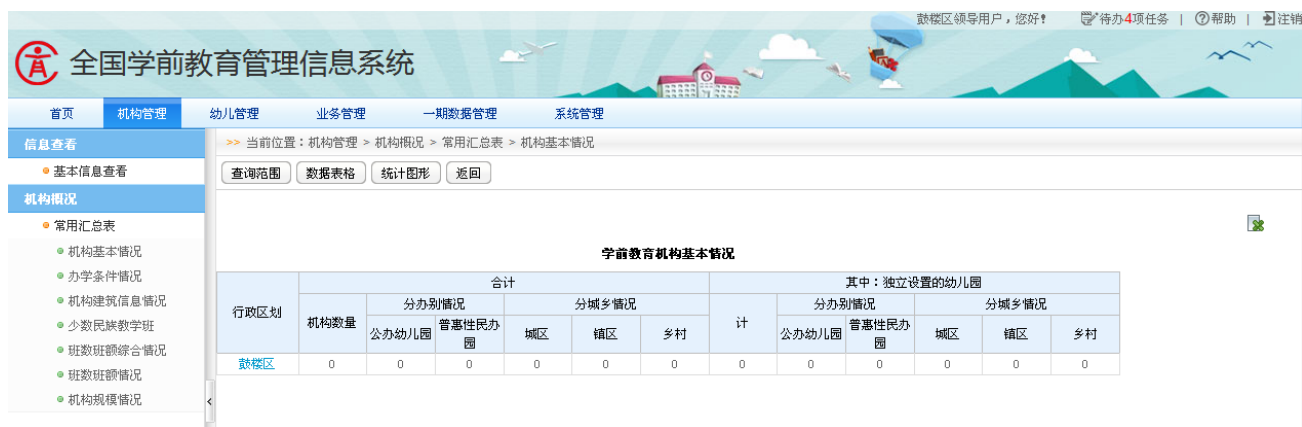 鼓楼区领导用户，您好！ 待办4项任务 | 帮助 | 注销
全国学前教育管理信息系统
首页 机构管理 幼儿管理 业务管理 一期数据管理 系统管理
信息查看
>> 当前位置：机构管理 > 机构概况 > 常用汇总表 > 机构基本情况
基本信息查看
查询范围 数据表格 统计图形 返回
机构概况
常用汇总表
机构基本情况
办学条件情况
机构建筑信息情况
少数民族教学班
班数班额综合情况
班数班额情况
机构规模情况
学前教育机构基本情况
行政区划 合计 其中：独立设置的幼儿园
机构数量 分办别情况 分城乡情况 计 分办别情况 分城乡情况
公办幼儿园 普惠性民办园 城区 镇区 乡村 公办幼儿园 普惠性民办园 城区 镇区 乡村
鼓楼区 0 0 0 0 0 0 0 0 0 0 0 0